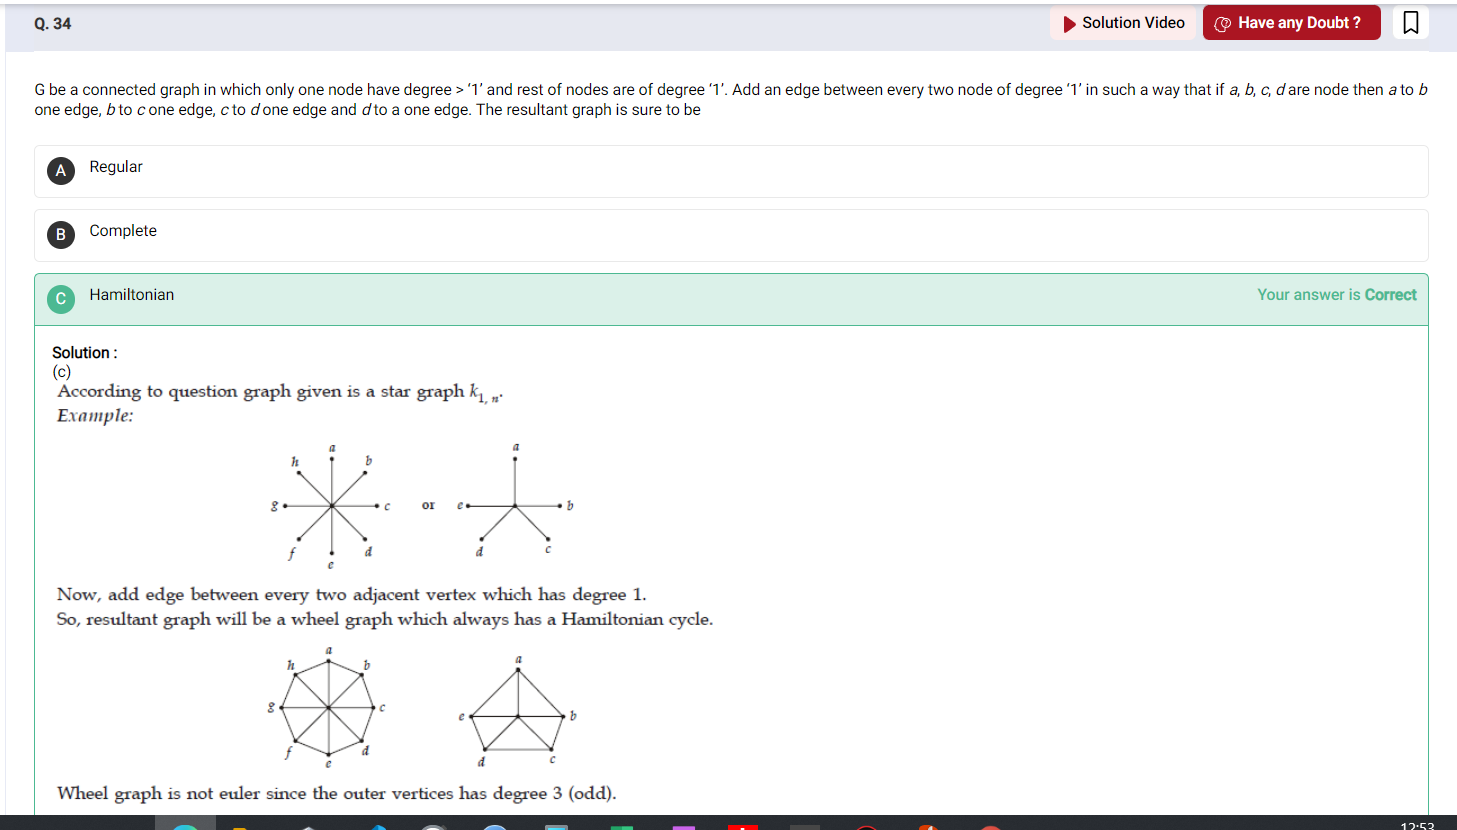 Q. 34
Solution Video
Have any Doubt ?
G be a connected graph in which only one node have degree > '1' and rest of nodes are of degree '1'. Add an edge between every two node of degree '1' in such a way that if a, b, c, d are node then a to b
one edge, b to c one edge, c to d one edge and d to a one edge. The resultant graph is sure to be
A Regular
B Complete
C Hamiltonian
Your answer is Correct
Solution :
(c)
According to question graph given is a star graph k1, n.
Example:
a
h b
g c
f d
e
or
a
e b
d c
Now, add edge between every two adjacent vertex which has degree 1.
So, resultant graph will be a wheel graph which always has a Hamiltonian cycle.
a
h b
g c
f d
e
a
e b
d c
Wheel graph is not euler since the outer vertices has degree 3 (odd).
12:53